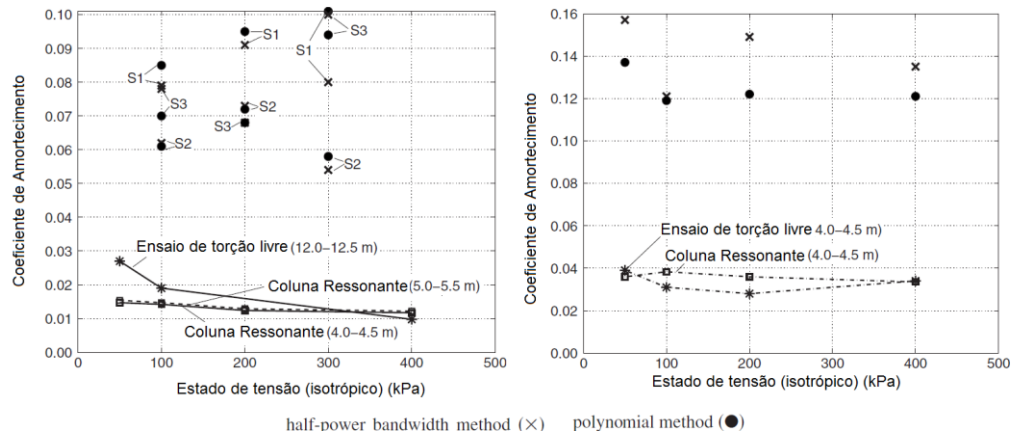 Coeficiente de Amortecimento
0.10
0.09
0.08
0.07
0.06
0.05
0.04
0.03
0.02
0.01
0.00
S1
S3
S2
S1
S2
S3
S1
S3
S2
Ensaio de torção livre (12.0–12.5 m)
Coluna Ressonante (5.0–5.5 m)
Coluna Ressonante (4.0–4.5 m)
0 100 200 300 400 500
Estado de tensão (isotrópico) (kPa)
Coeficiente de Amortecimento
0.16
0.14
0.12
0.10
0.08
0.06
0.04
0.02
0.00
Ensaio de torção livre 4.0–4.5 m)
Coluna Ressonante (4.0–4.5 m)
0 100 200 300 400 500
Estado de tensão (isotrópico) (kPa)
half-power bandwidth method (×) polynomial method (●)